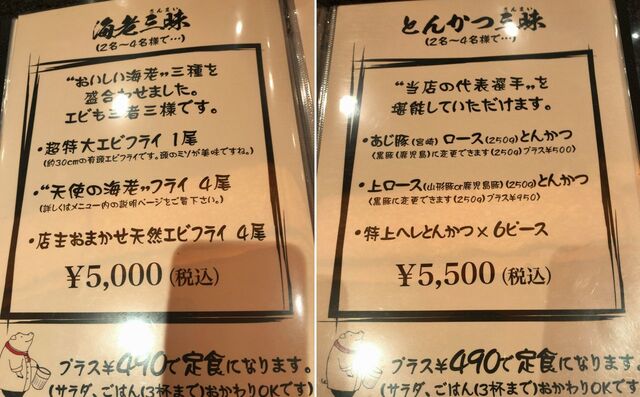 さんまい
海老三昧
(2名~4名様で…)
"おいしい海老"三種を
盛合わせました。
エビも三者三様です。
・超特大エビフライ 1尾
(約30cmの有頭エビフライです。頭のミソが美味ですね。)
・"天使の海老"フライ 4尾
(詳しくはメニュー内の説明ページをご覧下さい。)
・店主おまかせ天然エビフライ 4尾
¥5,000(税込)
プラス¥490で定食になります。
(サラダ、ごはん(3杯まで)おかわりOKです)
さんまい
とんかつ三昧
(2名~4名様で…)
"当店の代表選手"を
堪能していただけます。
・あじ豚(宮崎)ロース(250g)とんかつ
(黒豚(鹿児島)に変更できます(250g)プラス¥500)
・上ロース(山形豚or鹿児島豚)(250g)とんかつ
(黒豚に変更できます(250g)プラス¥950)
・特上ヘレとんかつ×6ピース
¥5,500(税込)
プラス¥490で定食になります。
(サラダ、ごはん(3杯まで)おかわりOKです)